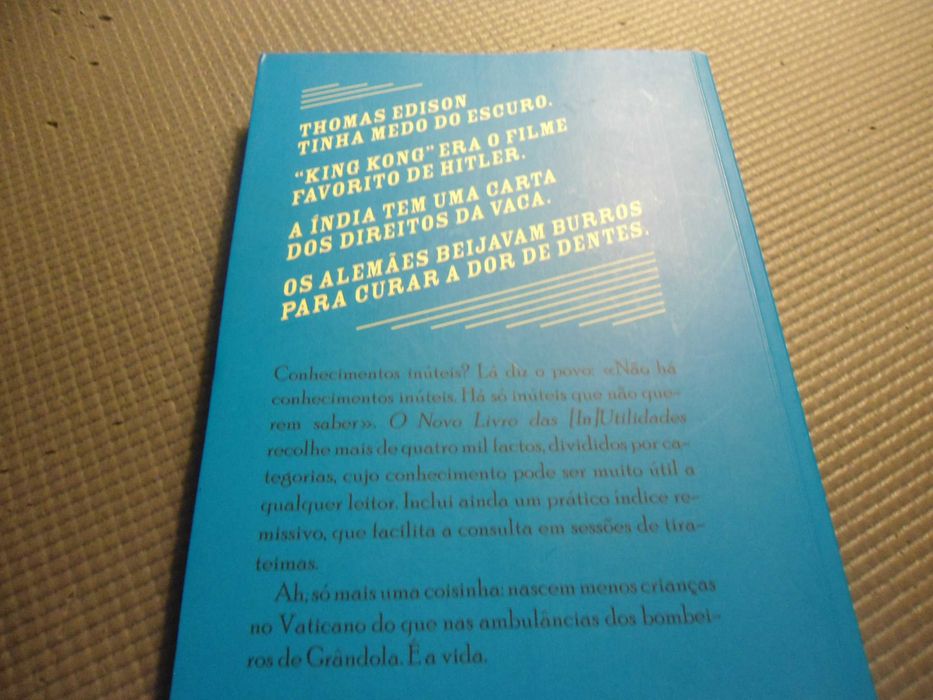 THOMAS EDISON
TINHA MEDO DO ESCURO.
"KING KONG" ERA O FILME
FAVORITO DE HITLER.
A ÍNDIA TEM UMA CARTA
DOS DIREITOS DA VACA.
OS ALEMÃES BEIJAVAM BURROS
PARA CURAR A DOR DE DENTES.
Conhecimentos inúteis? Lá diz o povo: «Não há
conhecimentos inúteis. Há só inúteis que não que-
rem saber». O Novo Livro das [In]Utilidades
recolhe mais de quatro mil factos, divididos por ca-
tegorias, cujo conhecimento pode ser muito útil a
qualquer leitor. Inclui ainda um prático índice re-
missivo, que facilita a consulta em sessões de tira-
teimas.
Ah, só mais uma coisinha: nascem menos crianças
no Vaticano do que nas ambulâncias dos bombei-
ros de Grândola. É a vida.